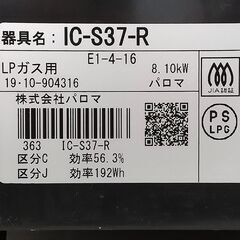 器具名：IC-S37-R
E1-4-16
LPガス用 8.10kW
19･10-904316 パロマ
株式会社パロマ
JIA認証
PS
LPG
363 IC-S37-R
区分C 効率56.3%
区分J 効率192Wh